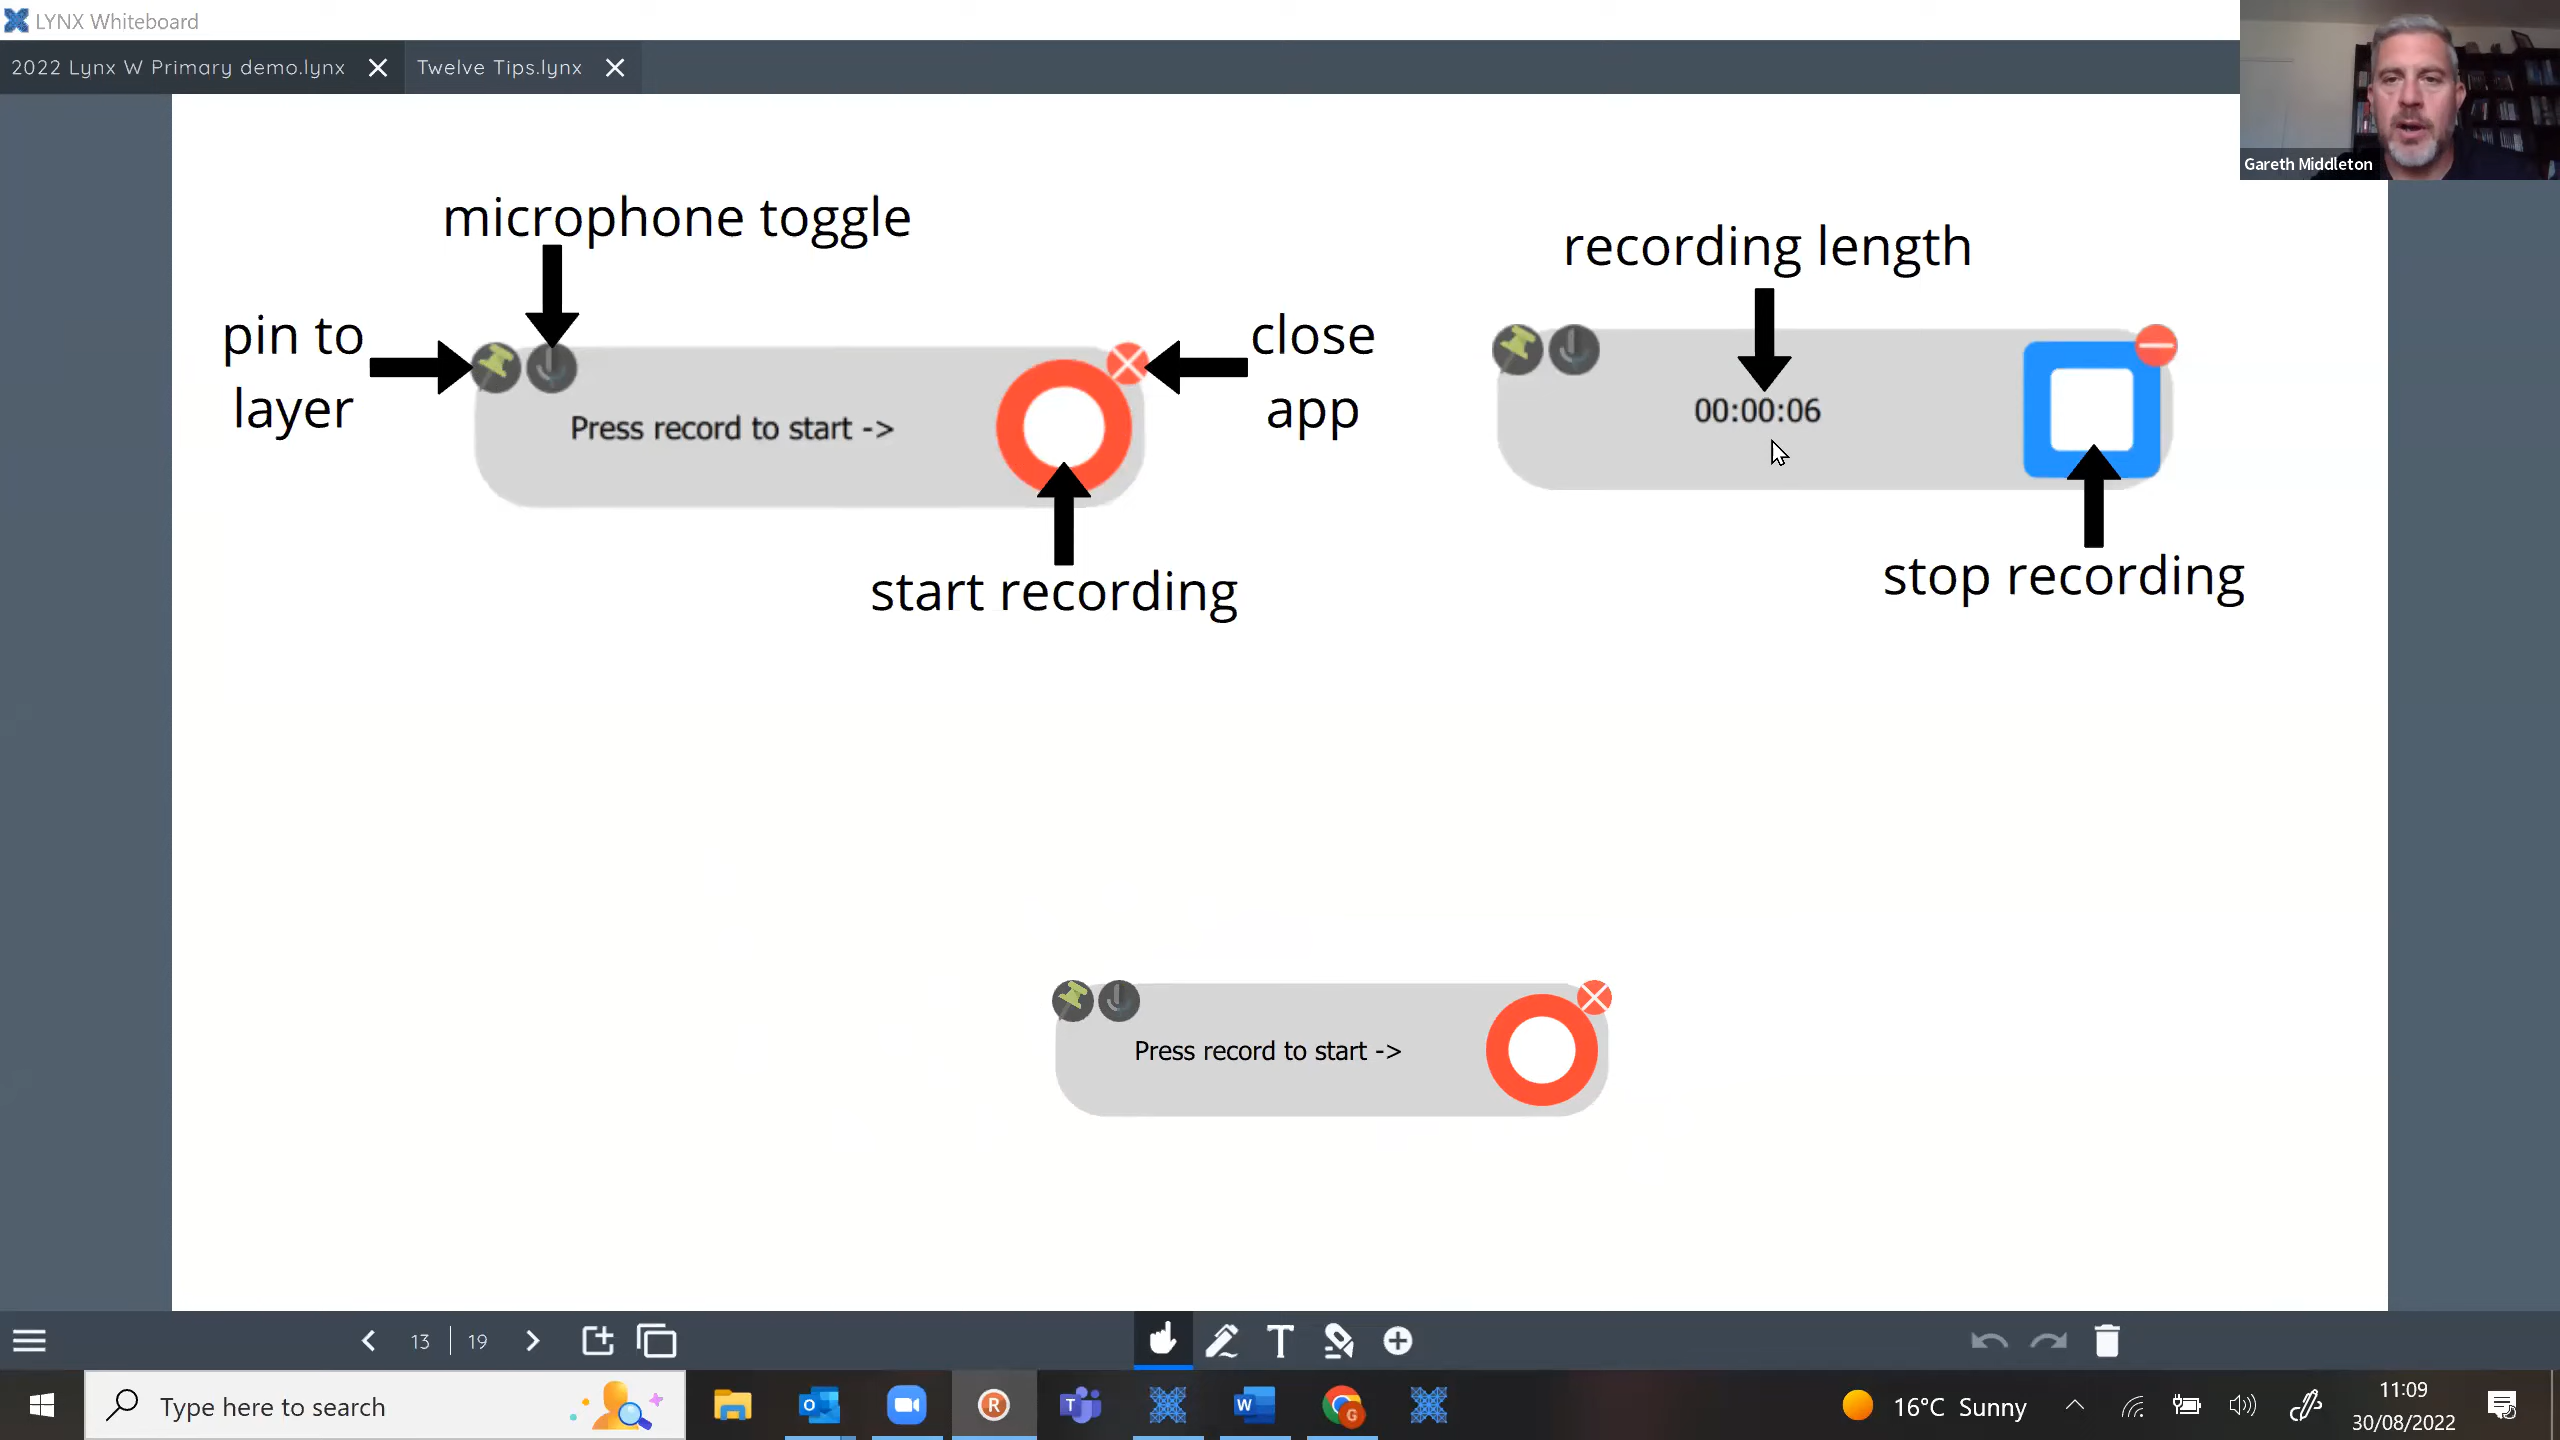 LYNX Whiteboard
2022 Lynx W Primary demo.lynx
Twelve Tips.lynx
Gareth Middleton
microphone toggle
recording length
pin to
layer
close
app
Press record to start ->
00:00:06
start recording
stop recording
Press record to start ->
13 | 19
T
Type here to search
O
R
T
W
G
16°C Sunny
11:09
30/08/2022